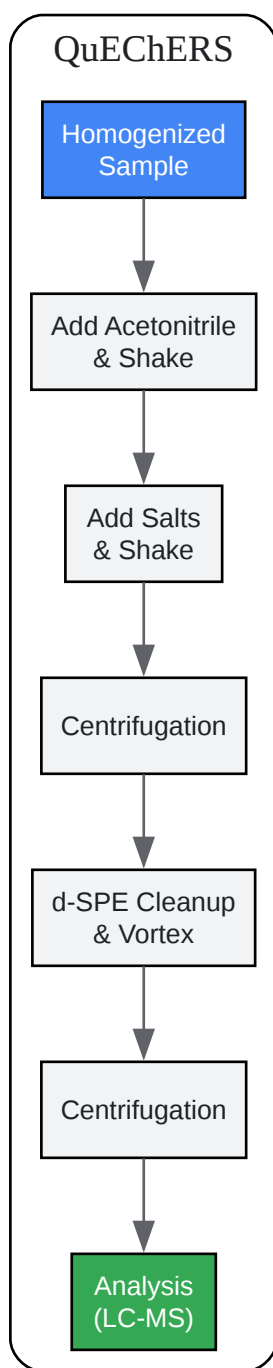 QuEChERS
Homogenized
Sample
Add Acetonitrile
& Shake
Add Salts
& Shake
Centrifugation
d-SPE Cleanup
& Vortex
Centrifugation
Analysis
(LC-MS)